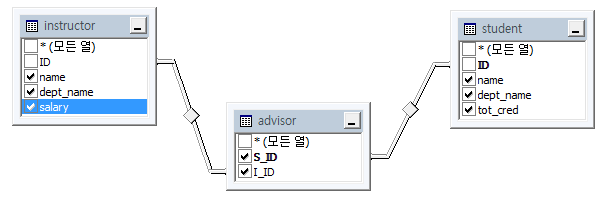 instructor
* (모든 열)
ID
name
dept_name
salary
advisor
* (모든 열)
S_ID
I_ID
student
* (모든 열)
ID
name
dept_name
tot_cred